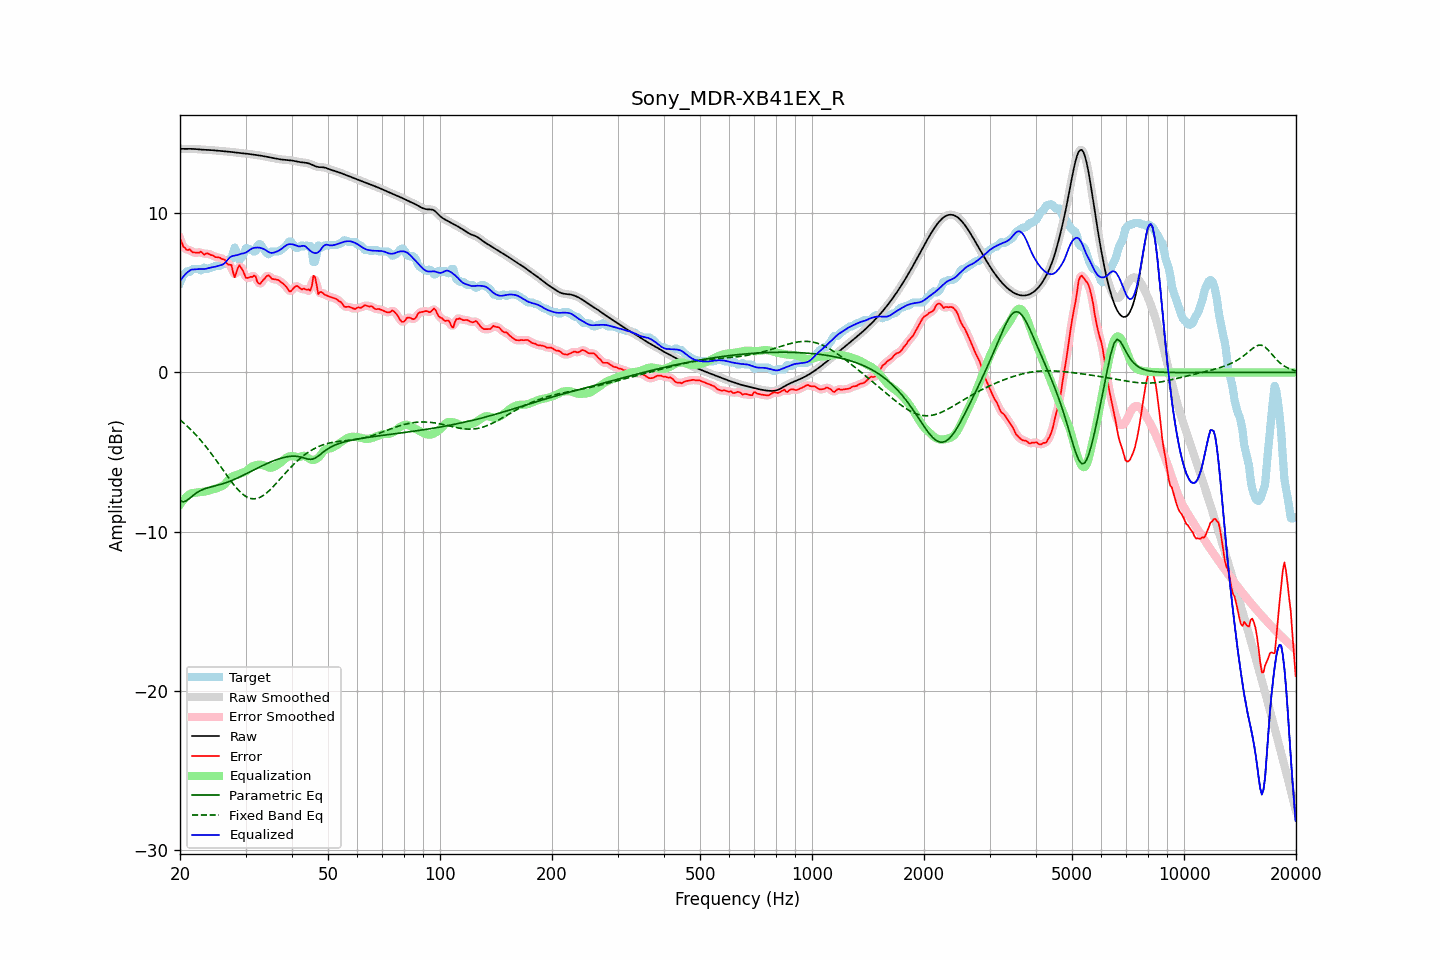 Sony_MDR-XB41EX_R
Amplitude (dBr)
10
0
−10
−20
−30
Target
Raw Smoothed
Error Smoothed
Raw
Error
Equalization
Parametric Eq
Fixed Band Eq
Equalized
20 50 100 200 500 1000 2000 5000 10000 20000
Frequency (Hz)